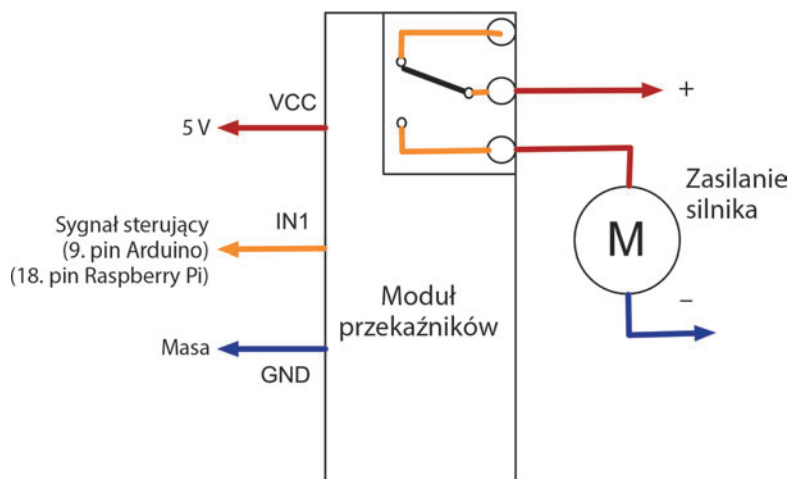 VCC
5 V
+
Zasilanie
silnika
M
Sygnał sterujący
(9. pin Arduino)
(18. pin Raspberry Pi)
IN1
Moduł
przekaźników
–
Masa
GND